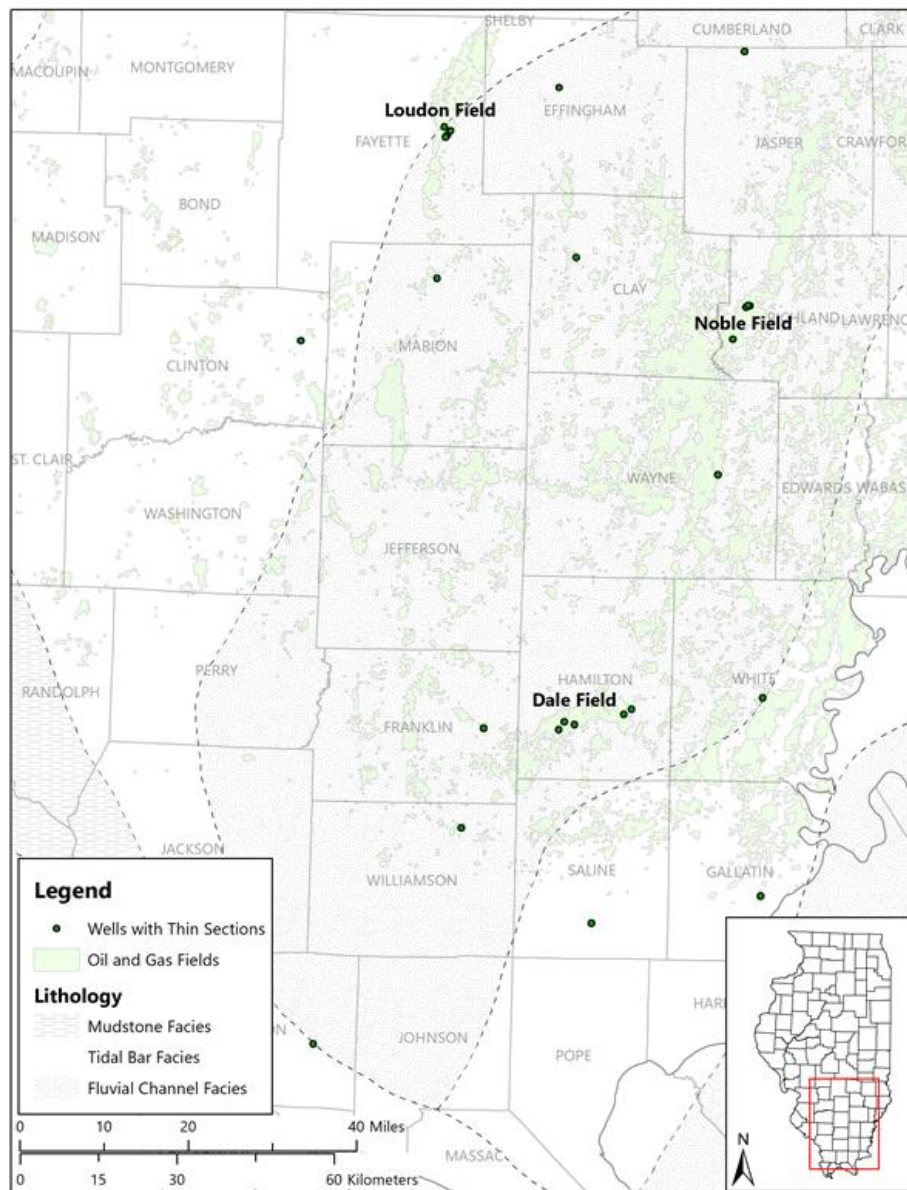 SHELBY
CUMBERLAND
CLARK
MACOUPIN
MONTGOMERY
EFFINGHAM
Loudon Field
FAYETTE
JASPER
CRAWFOR
BOND
MADISON
CLAY
RICHLAND
LAWRENC
Noble Field
MARION
CLINTON
ST. CLAIR
WAYNE
EDWARDS
WABAS
WASHINGTON
JEFFERSON
PERRY
RANDOLPH
HAMILTON
WHITE
Dale Field
FRANKLIN
JACKSON
WILLIAMSON
SALINE
GALLATIN
Legend
Wells with Thin Sections
Oil and Gas Fields
Lithology
Mudstone Facies
Tidal Bar Facies
Fluvial Channel Facies
ON
JOHNSON
POPE
HAR
MASSAC
0 10 20 40 Miles
0 15 30 60 Kilometers
N